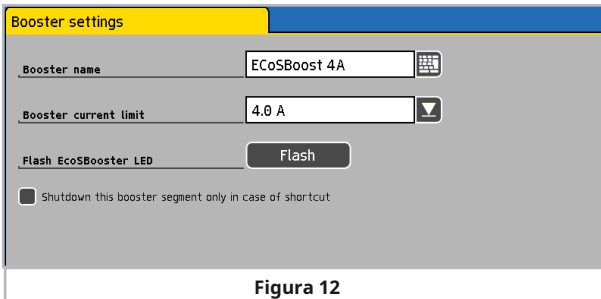 Booster settings
Booster name ECoSBoost 4A
Booster current limit 4.0 A
Flash EcoSBooster LED Flash
Shutdown this booster segment only in case of shortcut
Figura 12